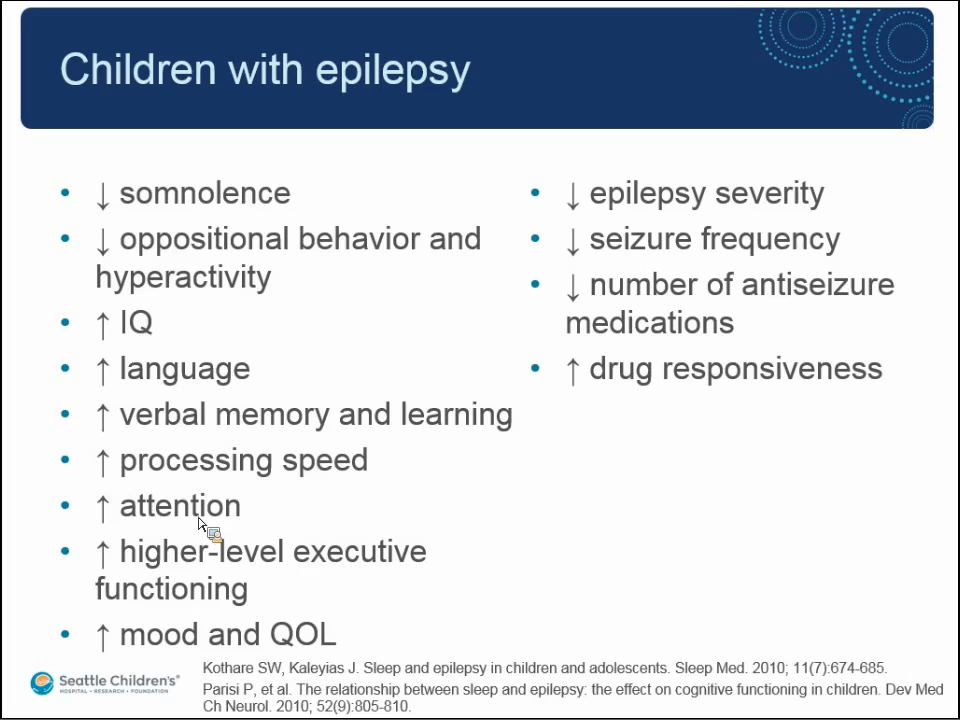 Children with epilepsy
• ↓ somnolence
• ↓ oppositional behavior and
hyperactivity
• ↑ IQ
• ↑ language
• ↑ verbal memory and learning
• ↑ processing speed
• ↑ attention
• ↑ higher-level executive
functioning
• ↑ mood and QOL
• ↓ epilepsy severity
• ↓ seizure frequency
• ↓ number of antiseizure
medications
• ↑ drug responsiveness
Seattle Children's®
HOSPITAL • RESEARCH • FOUNDATION
Kothare SW, Kaleyias J. Sleep and epilepsy in children and adolescents. Sleep Med. 2010; 11(7):674-685.
Parisi P, et al. The relationship between sleep and epilepsy: the effect on cognitive functioning in children. Dev Med
Ch Neurol. 2010; 52(9):805-810.